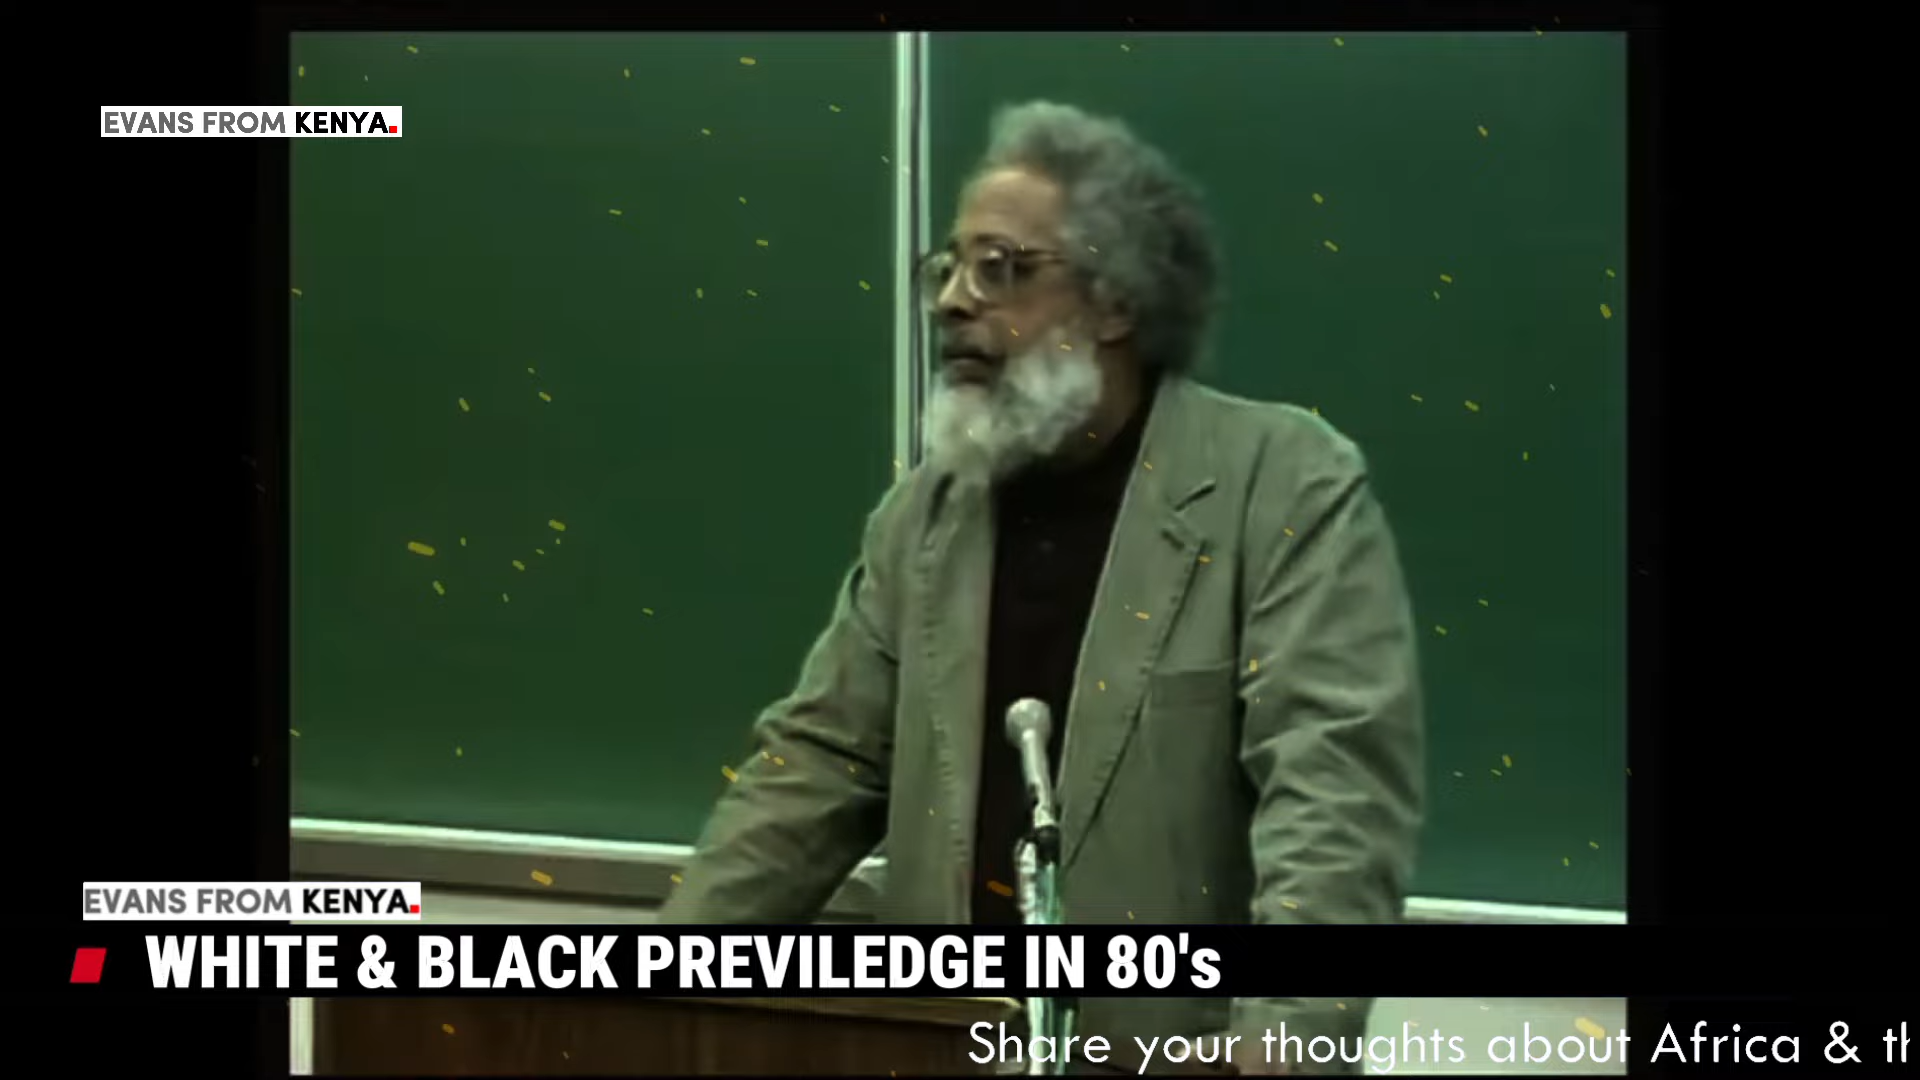 EVANS FROM KENYA.
EVANS FROM KENYA.
WHITE & BLACK PREVILEDGE IN 80's
Share your thoughts about Africa &